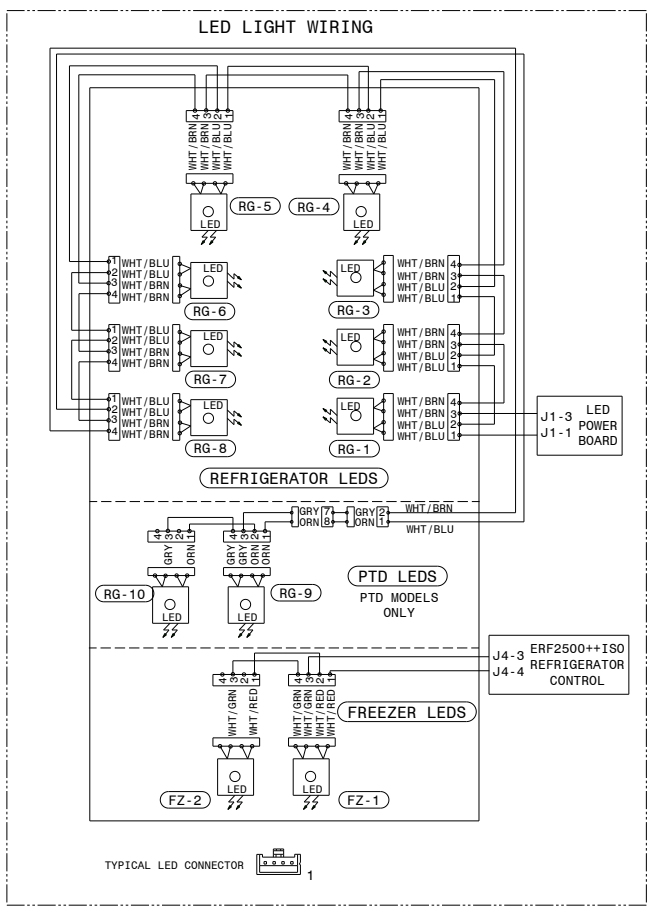 LED LIGHT WIRING
4 3 2 1
WHT/BRN
WHT/BRN
WHT/BLU
WHT/BLU
LED
RG-5
4 3 2 1
WHT/BRN
WHT/BRN
WHT/BLU
WHT/BLU
LED
RG-4
1 WHT/BLU
2 WHT/BLU
3 WHT/BRN
4 WHT/BRN
LED
RG-6
WHT/BRN 4
WHT/BRN 3
WHT/BLU 2
WHT/BLU 1
LED
RG-3
1 WHT/BLU
2 WHT/BLU
3 WHT/BRN
4 WHT/BRN
LED
RG-7
WHT/BRN 4
WHT/BRN 3
WHT/BLU 2
WHT/BLU 1
LED
RG-2
1 WHT/BLU
2 WHT/BLU
3 WHT/BRN
4 WHT/BRN
LED
RG-8
WHT/BRN 4
WHT/BRN 3
WHT/BLU 2
WHT/BLU 1
LED
RG-1
J1-3
J1-1
LED
POWER
BOARD
REFRIGERATOR LEDS
GRY 7
ORN 8
GRY 2
ORN 1
WHT/BRN
WHT/BLU
4 3 2 1
GRY
ORN
LED
RG-10
4 3 2 1
GRY
GRY
ORN
ORN
LED
RG-9
PTD LEDS
PTD MODELS
ONLY
J4-3
J4-4
ERF2500++ISO
REFRIGERATOR
CONTROL
4 3 2 1
WHT/GRN
WHT/RED
LED
FZ-2
4 3 2 1
WHT/GRN
WHT/GRN
WHT/RED
WHT/RED
LED
FZ-1
FREEZER LEDS
TYPICAL LED CONNECTOR
1